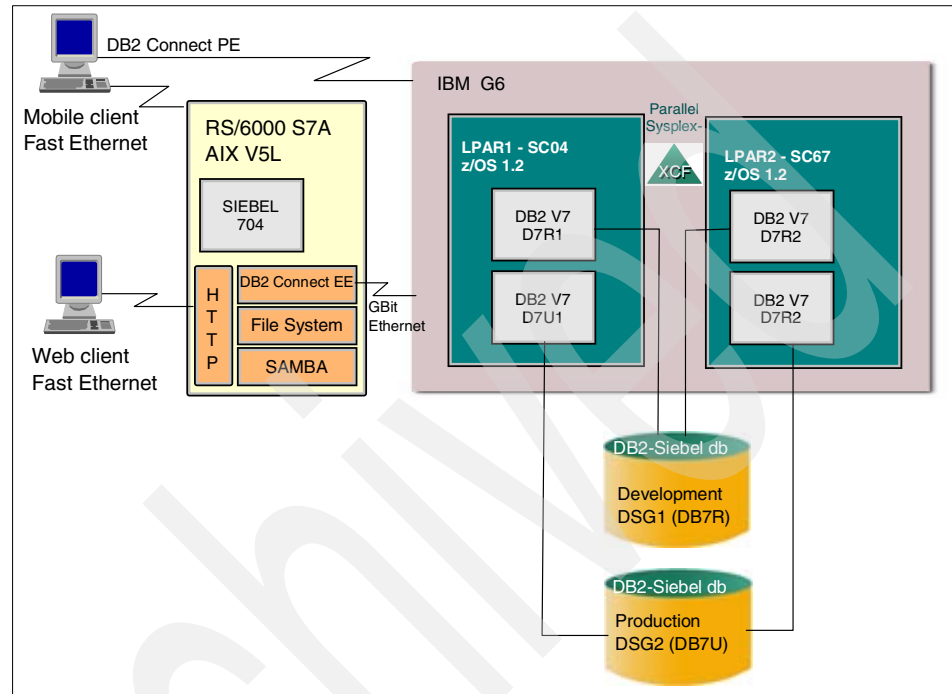 DB2 Connect PE
Mobile client
Fast Ethernet
RS/6000 S7A
AIX V5L
SIEBEL
704
H
T
T
P
DB2 Connect EE
File System
SAMBA
GBit
Ethernet
Web client
Fast Ethernet
IBM G6
Parallel
Sysplex-
XCF
LPAR1 - SC04
z/OS 1.2
DB2 V7
D7R1
DB2 V7
D7U1
LPAR2 - SC67
z/OS 1.2
DB2 V7
D7R2
DB2 V7
D7R2
DB2-Siebel db
Development
DSG1 (DB7R)
DB2-Siebel db
Production
DSG2 (DB7U)